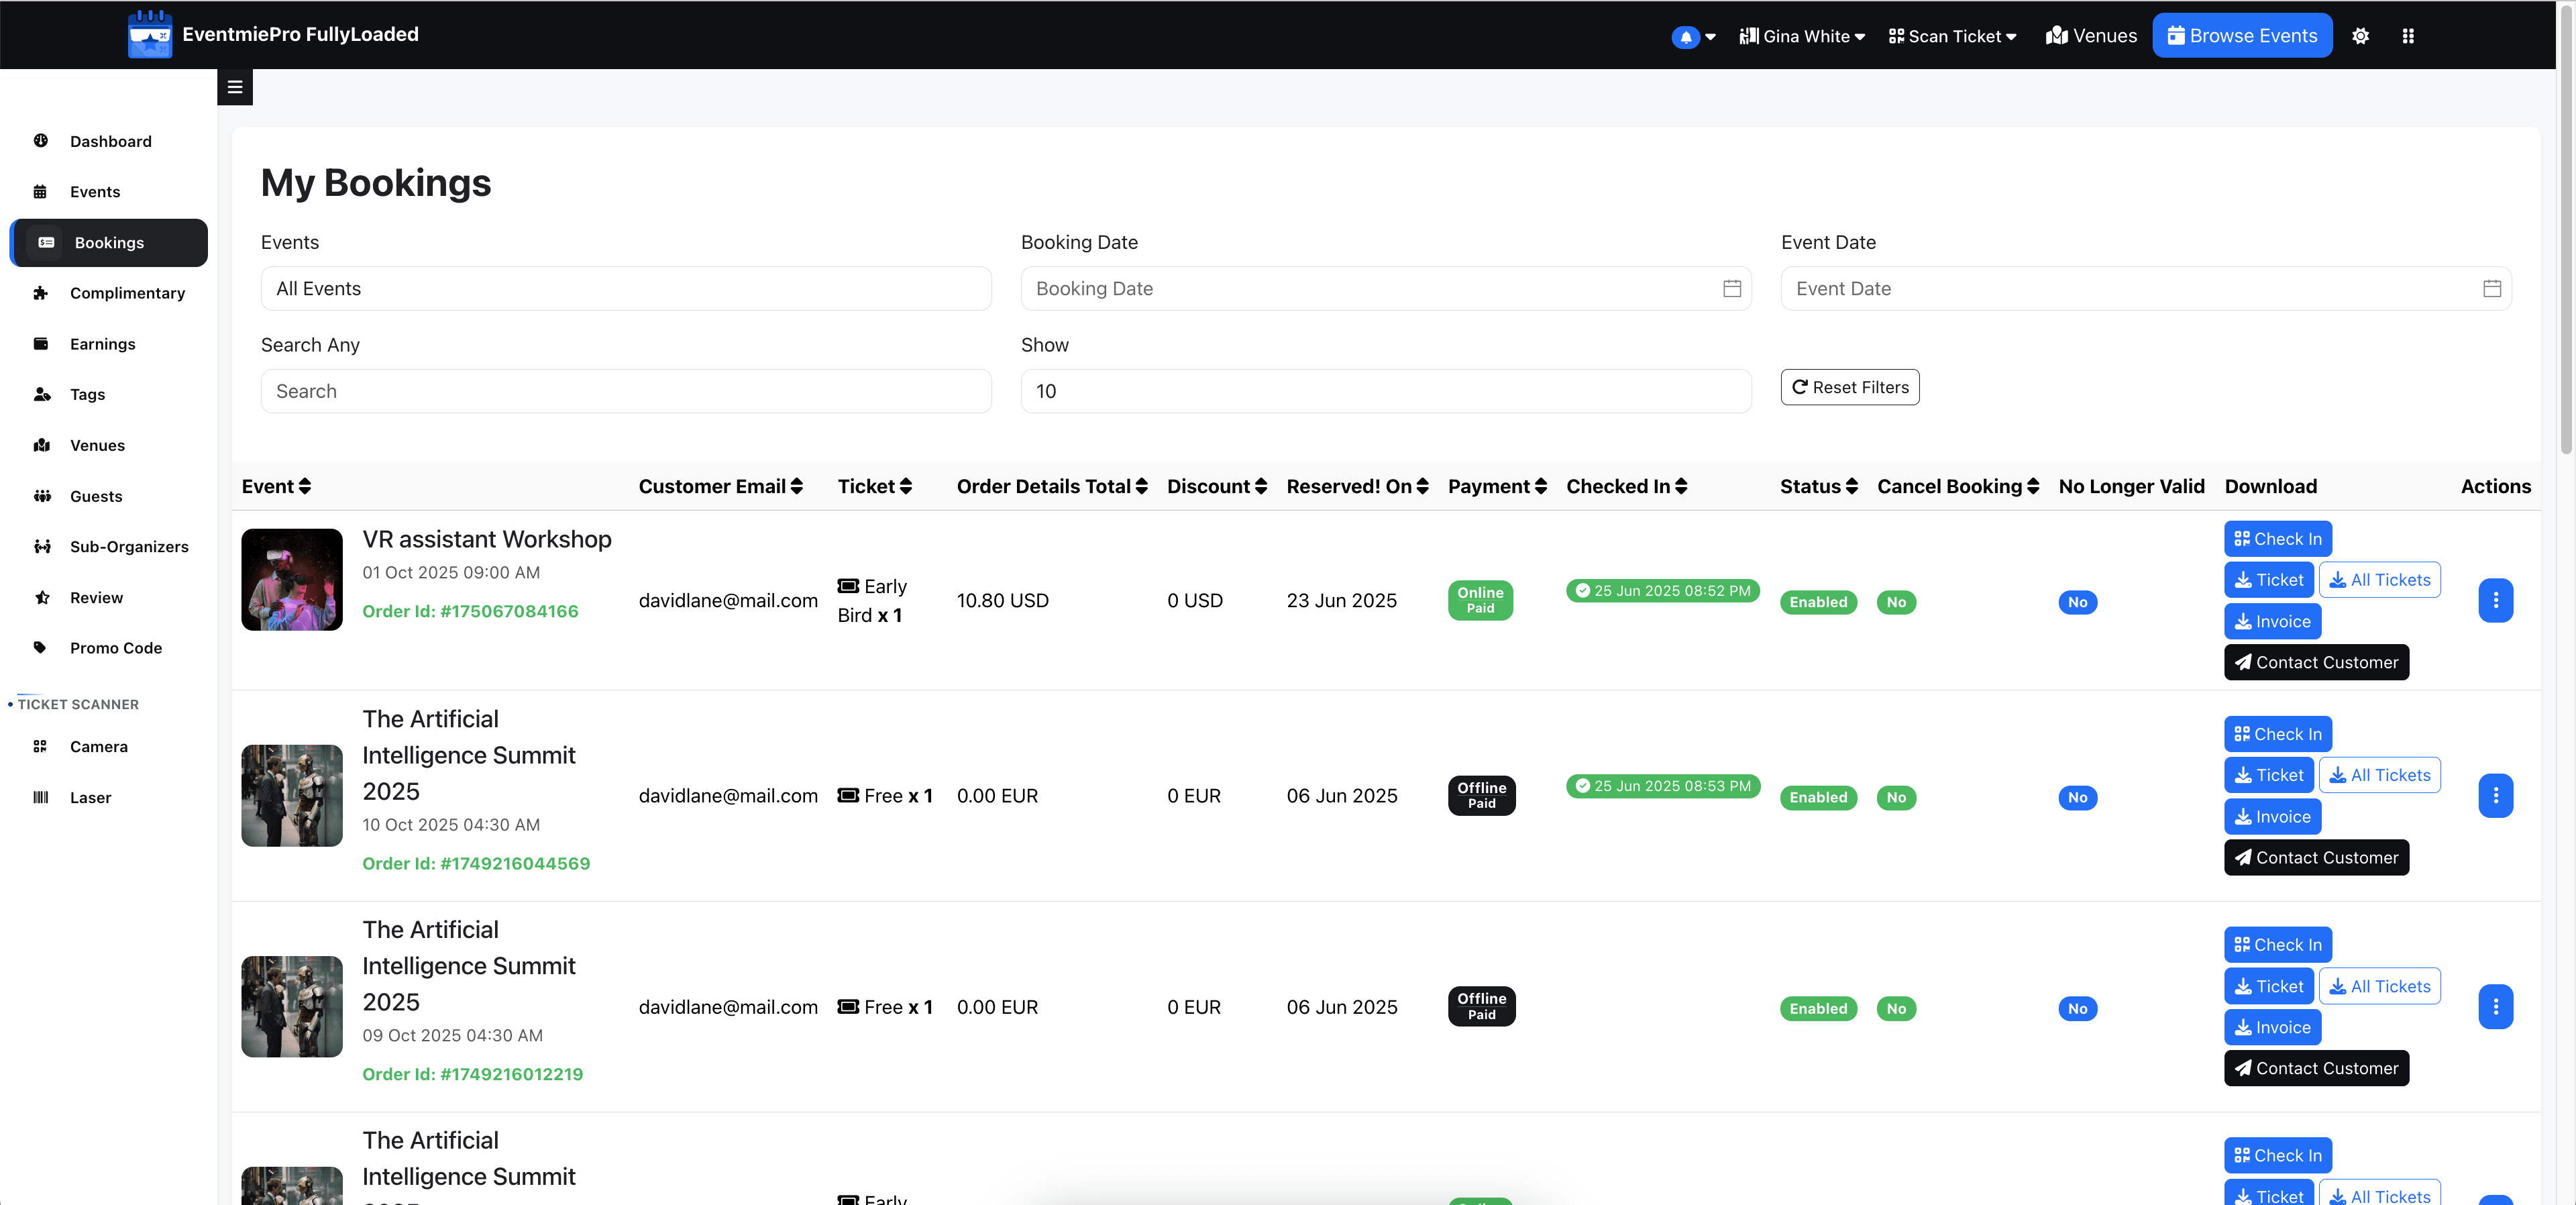 EventmiePro FullyLoaded
Gina White
Scan Ticket
Venues
Browse Events
Dashboard
Events
Bookings
Complimentary
Earnings
Tags
Venues
Guests
Sub-Organizers
Review
Promo Code
TICKET SCANNER
Camera
Laser
My Bookings
Events
Booking Date
Event Date
All Events
Booking Date
Event Date
Search Any
Show
Search
10
Reset Filters
Event Customer Email Ticket Order Details Total Discount Reserved! On Payment Checked In Status Cancel Booking No Longer Valid Download Actions
VR assistant Workshop
01 Oct 2025 09:00 AM
Order Id: #175067084166
davidlane@mail.com
Early
Bird x 1
10.80 USD
0 USD
23 Jun 2025
Online
Paid
25 Jun 2025 08:52 PM
Enabled
No
No
Check In
Ticket
All Tickets
Invoice
Contact Customer
The Artificial
Intelligence Summit
2025
10 Oct 2025 04:30 AM
Order Id: #1749216044569
davidlane@mail.com
Free x 1
0.00 EUR
0 EUR
06 Jun 2025
Offline
Paid
25 Jun 2025 08:53 PM
Enabled
No
No
Check In
Ticket
All Tickets
Invoice
Contact Customer
The Artificial
Intelligence Summit
2025
09 Oct 2025 04:30 AM
Order Id: #1749216012219
davidlane@mail.com
Free x 1
0.00 EUR
0 EUR
06 Jun 2025
Offline
Paid
Enabled
No
No
Check In
Ticket
All Tickets
Invoice
Contact Customer
The Artificial
Intelligence Summit
Early
Check In
Ticket
All Tickets